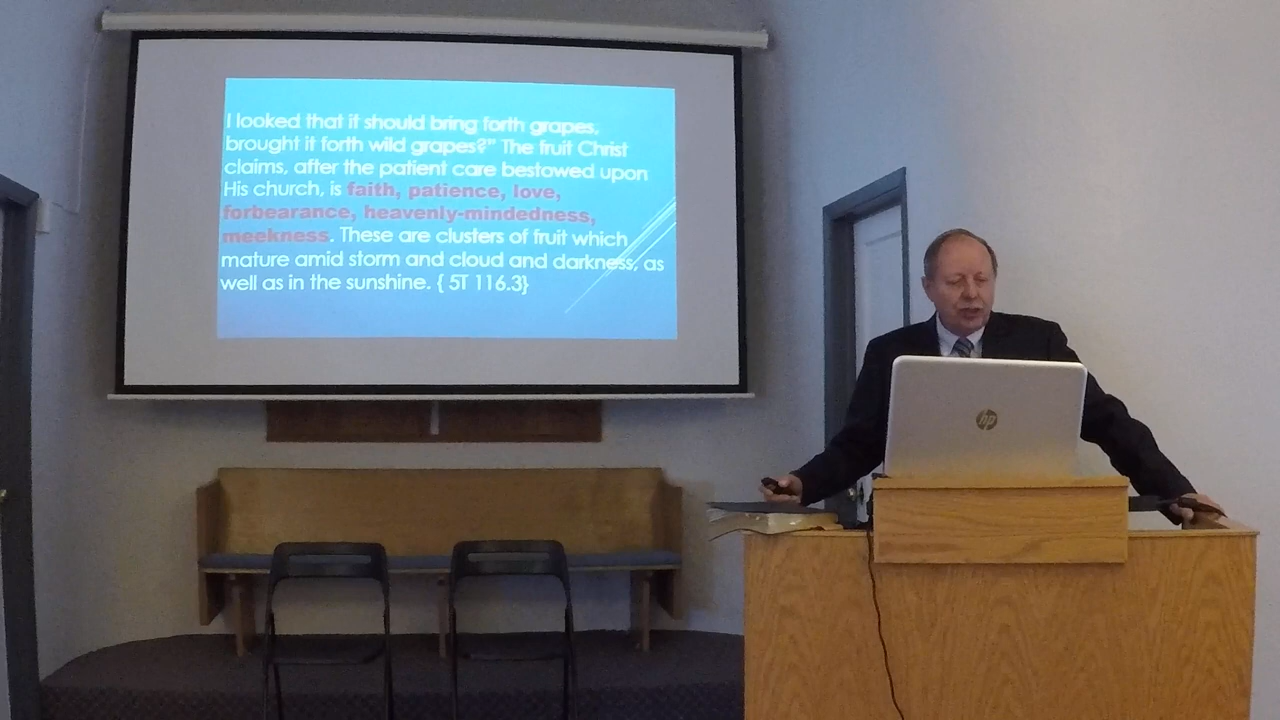 I looked that it should bring forth grapes,
brought it forth wild grapes?" The fruit Christ
claims, after the patient care bestowed upon
His church, is faith, patience, love,
forbearance, heavenly-mindedness,
meekness. These are clusters of fruit which
mature amid storm and cloud and darkness, as
well as in the sunshine. { 5T 116.3}
hp